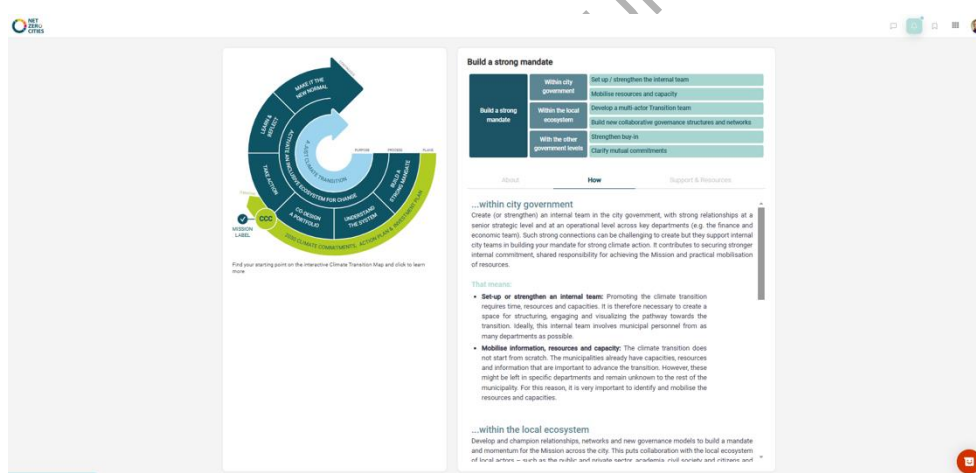 NET
ZERO
CITIES
MAKE IT THE
NEW NORMAL
LEARN &
REFLECT
TAKE ACTION
CO-DESIGN
A PORTFOLIO
UNDERSTAND
THE SYSTEM
BUILD A
STRONG MANDATE
ACTIVATE AN INCLUSIVE ECOSYSTEM FOR CHANGE
A JUST CLIMATE TRANSITION
PURPOSE
PROCESS
PLANS
CCC
MISSION
LABEL
2030 CLIMATE COMMITMENTS, ACTION PLAN & INVESTMENT PLAN
Find your starting point on the interactive Climate Transition Map and click to learn
more
Build a strong mandate
Build a strong
mandate
Within city
government
Set up / strengthen the internal team
Mobilise resources and capacity
Within the local
ecosystem
Develop a multi-actor Transition team
Build new collaborative governance structures and networks
With the other
government levels
Strengthen buy-in
Clarify mutual commitments
About
How
Support & Resources
...within city government
Create (or strengthen) an internal team in the city government, with strong relationships at a
senior strategic level and at an operational level across key departments (e.g. the finance and
economic team). Such strong connections can be challenging to create but they support internal
city teams in building your mandate for strong climate action. It contributes to securing stronger
internal commitment, shared responsibility for achieving the Mission and practical mobilisation
of resources.
That means:
• Set-up or strengthen an internal team: Promoting the climate transition
requires time, resources and capacities. It is therefore necessary to create a
space for structuring, engaging and visualizing the pathway towards the
transition. Ideally, this internal team involves municipal personnel from as
many departments as possible.
• Mobilise information, resources and capacity: The climate transition does
not start from scratch. The municipalities already have capacities, resources
and information that are important to advance the transition. However, these
might be left in specific departments and remain unknown to the rest of the
municipality. For this reason, it is very important to identify and mobilise the
resources and capacities.
...within the local ecosystem
Develop and champion relationships, networks and new governance models to build a mandate
and momentum for the Mission across the city. This puts collaboration with the local ecosystem
of local actors – such as the public and private sector, academia, civil society and citizens and